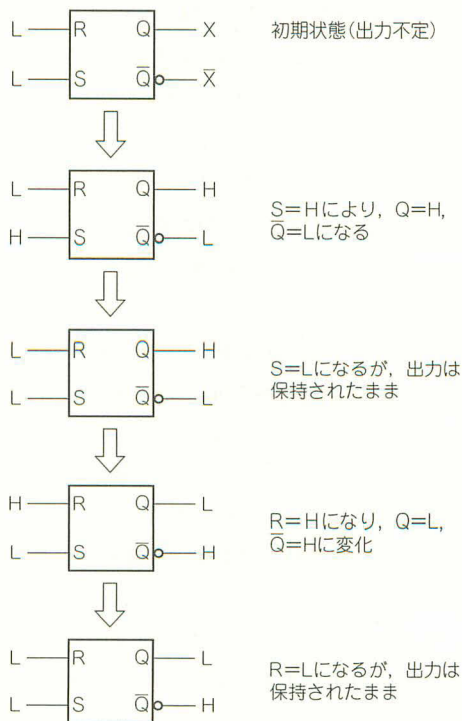 L R Q X
初期状態(出力不定)
L S Q̅ X̅
L R Q H
S=Hにより，Q=H,
H S Q̅ L
Q̅=Lになる
L R Q H
S=Lになるが，出力は
L S Q̅ L
保持されたまま
H R Q L
R=Hになり，Q=L,
L S Q̅ H
Q̅=Hに変化
L R Q L
R=Lになるが，出力は
L S Q̅ H
保持されたまま